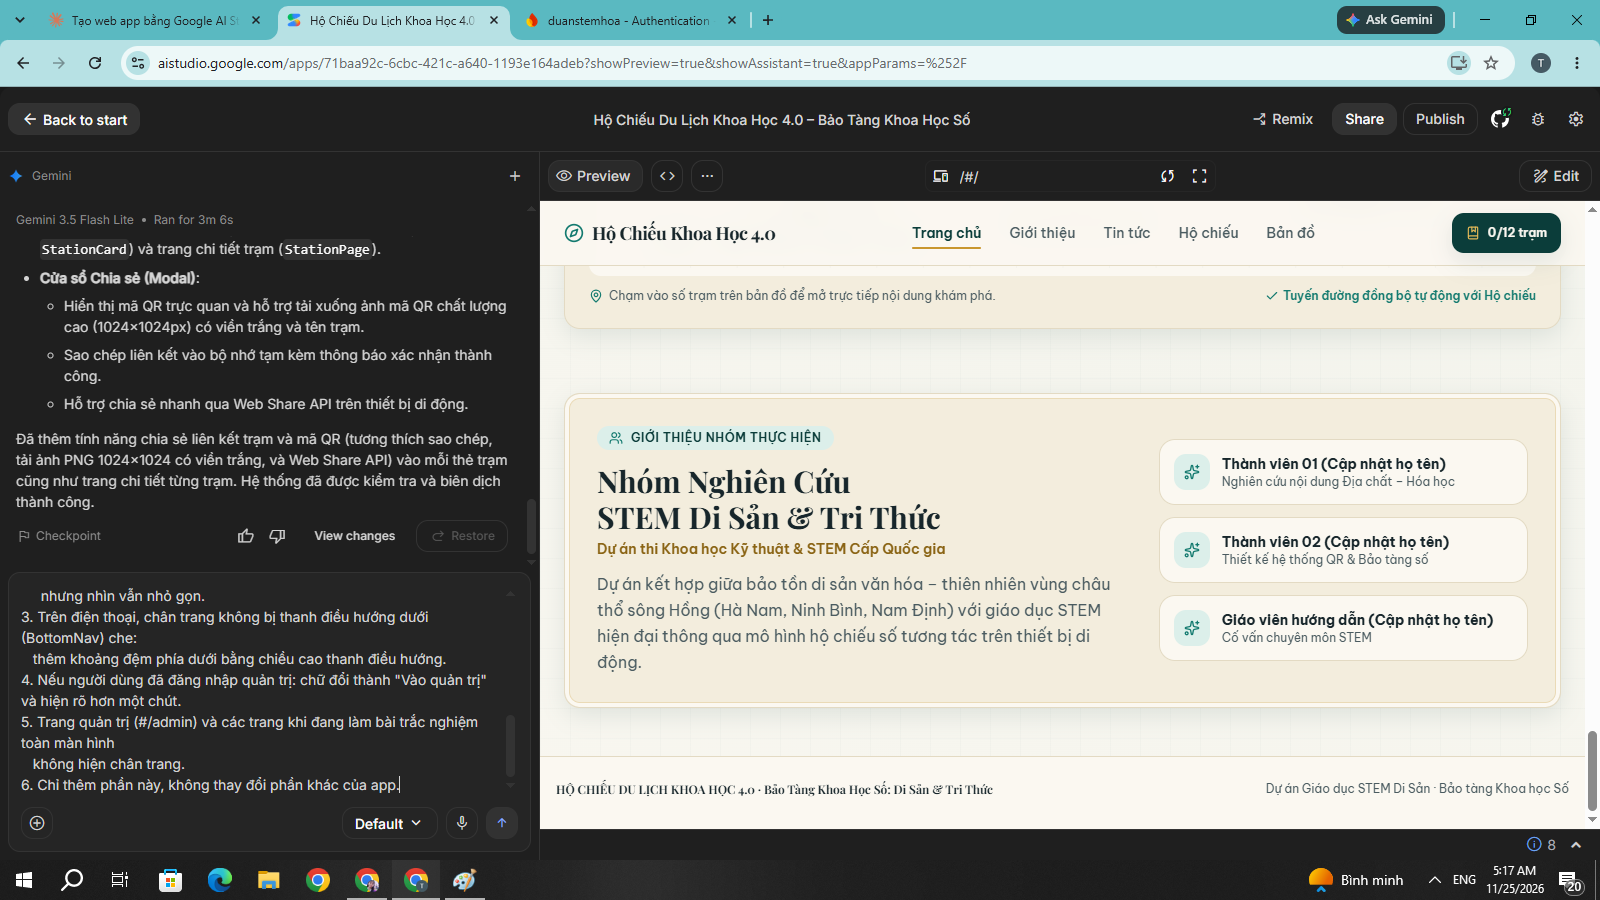 Tạo web app bằng Google AI S
Hộ Chiếu Du Lịch Khoa Học 4.0
duanstemhoa - Authentication
Ask Gemini
aistudio.google.com/apps/71baa92c-6cbc-421c-a640-1193e164adeb?showPreview=true&showAssistant=true&appParams=%252F
T
Back to start
Hộ Chiếu Du Lịch Khoa Học 4.0 – Bảo Tàng Khoa Học Số
Remix
Share
Publish
Gemini
Preview
/#/
Edit
Gemini 3.5 Flash Lite • Ran for 3m 6s
StationCard) và trang chi tiết trạm (StationPage).
Cửa sổ Chia sẻ (Modal):
Hiển thị mã QR trực quan và hỗ trợ tải xuống ảnh mã QR chất lượng
cao (1024×1024px) có viền trắng và tên trạm.
Sao chép liên kết vào bộ nhớ tạm kèm thông báo xác nhận thành
công.
Hỗ trợ chia sẻ nhanh qua Web Share API trên thiết bị di động.
Đã thêm tính năng chia sẻ liên kết trạm và mã QR (tương thích sao chép,
tải ảnh PNG 1024×1024 có viền trắng, và Web Share API) vào mỗi thẻ trạm
cũng như trang chi tiết từng trạm. Hệ thống đã được kiểm tra và biên dịch
thành công.
Checkpoint
View changes
Restore
nhưng nhìn vẫn nhỏ gọn.
3. Trên điện thoại, chân trang không bị thanh điều hướng dưới
(BottomNav) che:
thêm khoảng đệm phía dưới bằng chiều cao thanh điều hướng.
4. Nếu người dùng đã đăng nhập quản trị: chữ đổi thành "Vào quản trị"
và hiện rõ hơn một chút.
5. Trang quản trị (#/admin) và các trang khi đang làm bài trắc nghiệm
toàn màn hình
không hiện chân trang.
6. Chỉ thêm phần này, không thay đổi phần khác của app.
Default
Hộ Chiếu Khoa Học 4.0
Trang chủ
Giới thiệu
Tin tức
Hộ chiếu
Bản đồ
0/12 trạm
Chạm vào số trạm trên bản đồ để mở trực tiếp nội dung khám phá.
Tuyến đường đồng bộ tự động với Hộ chiếu
GIỚI THIỆU NHÓM THỰC HIỆN
Nhóm Nghiên Cứu
STEM Di Sản & Tri Thức
Dự án thi Khoa học Kỹ thuật & STEM Cấp Quốc gia
Dự án kết hợp giữa bảo tồn di sản văn hóa – thiên nhiên vùng châu
thổ sông Hồng (Hà Nam, Ninh Bình, Nam Định) với giáo dục STEM
hiện đại thông qua mô hình hộ chiếu số tương tác trên thiết bị di
động.
Thành viên 01 (Cập nhật họ tên)
Nghiên cứu nội dung Địa chất – Hóa học
Thành viên 02 (Cập nhật họ tên)
Thiết kế hệ thống QR & Bảo tàng số
Giáo viên hướng dẫn (Cập nhật họ tên)
Cố vấn chuyên môn STEM
HỘ CHIẾU DU LỊCH KHOA HỌC 4.0 · Bảo Tàng Khoa Học Số: Di Sản & Tri Thức
Dự án Giáo dục STEM Di Sản · Bảo tàng Khoa học Số
8
Bình minh
ENG
5:17 AM
11/25/2026
20